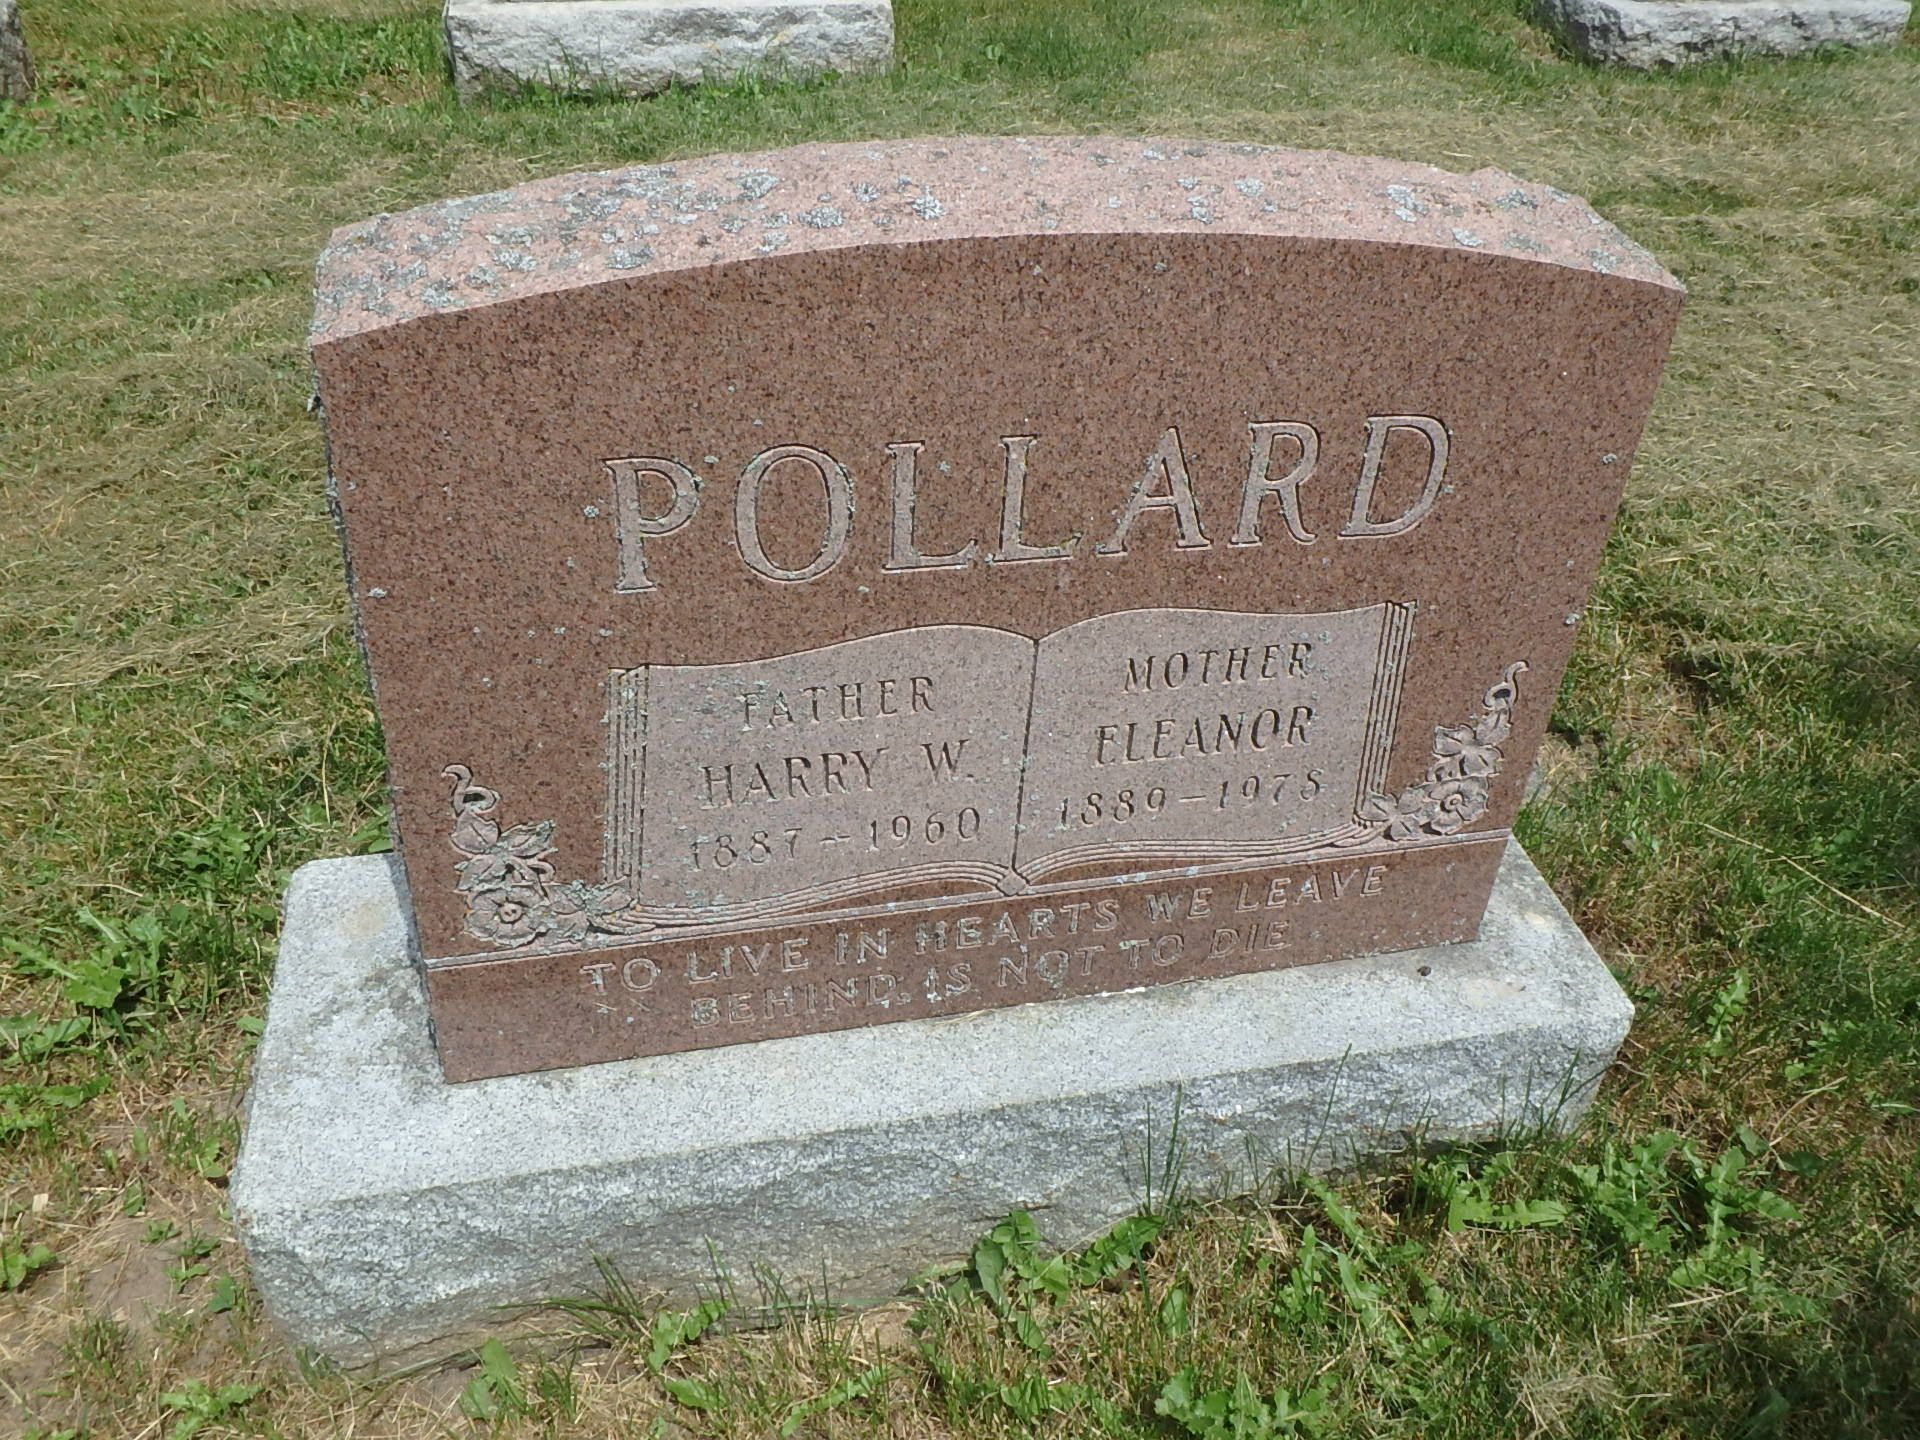 POLLARD
FATHER
HARRY W.
1887-1960
MOTHER
ELEANOR
1889-1978
TO LIVE IN HEARTS WE LEAVE
BEHIND. IS NOT TO DIE